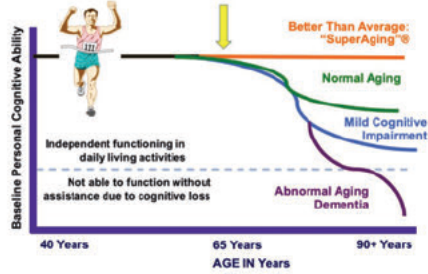 Better Than Average:
"SuperAging"®
Normal Aging
Mild Cognitive
Impairment
Independent functioning in
daily living activities
Not able to function without
assistance due to cognitive loss
Abnormal Aging
Dementia
Baseline Personal Cognitive Ability
40 Years
65 Years
90+ Years
AGE IN Years